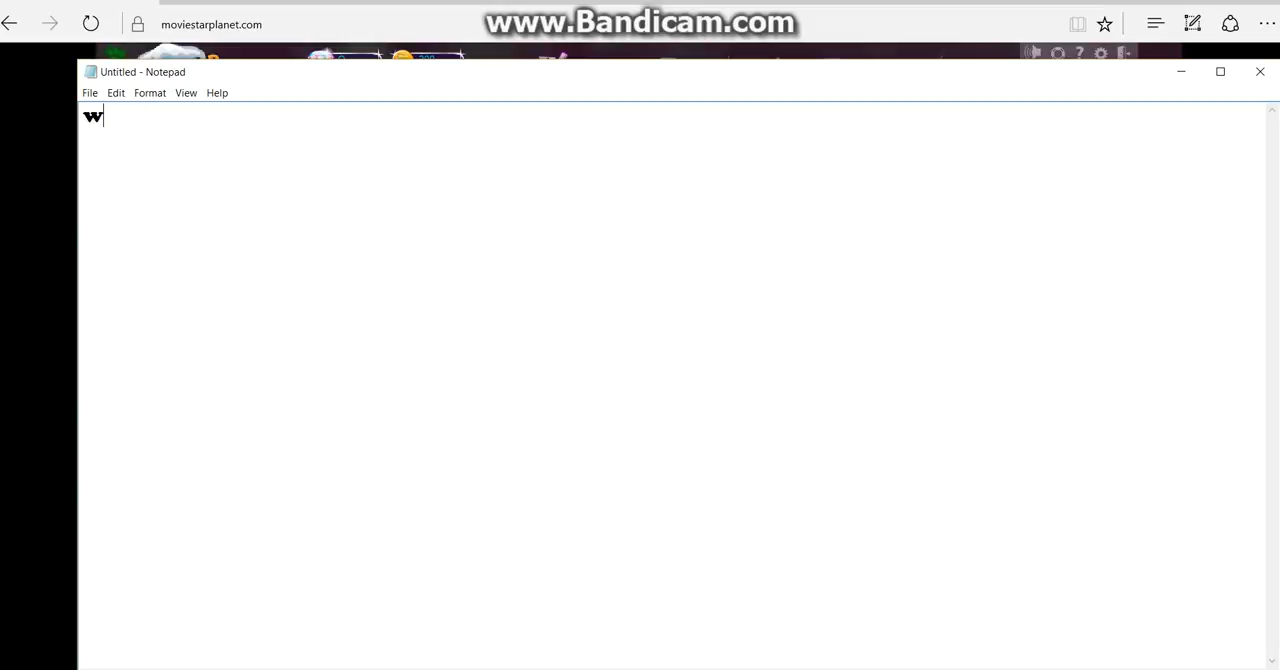 moviestarplanet.com
www.Bandicam.com
Untitled - Notepad
File Edit Format View Help
w